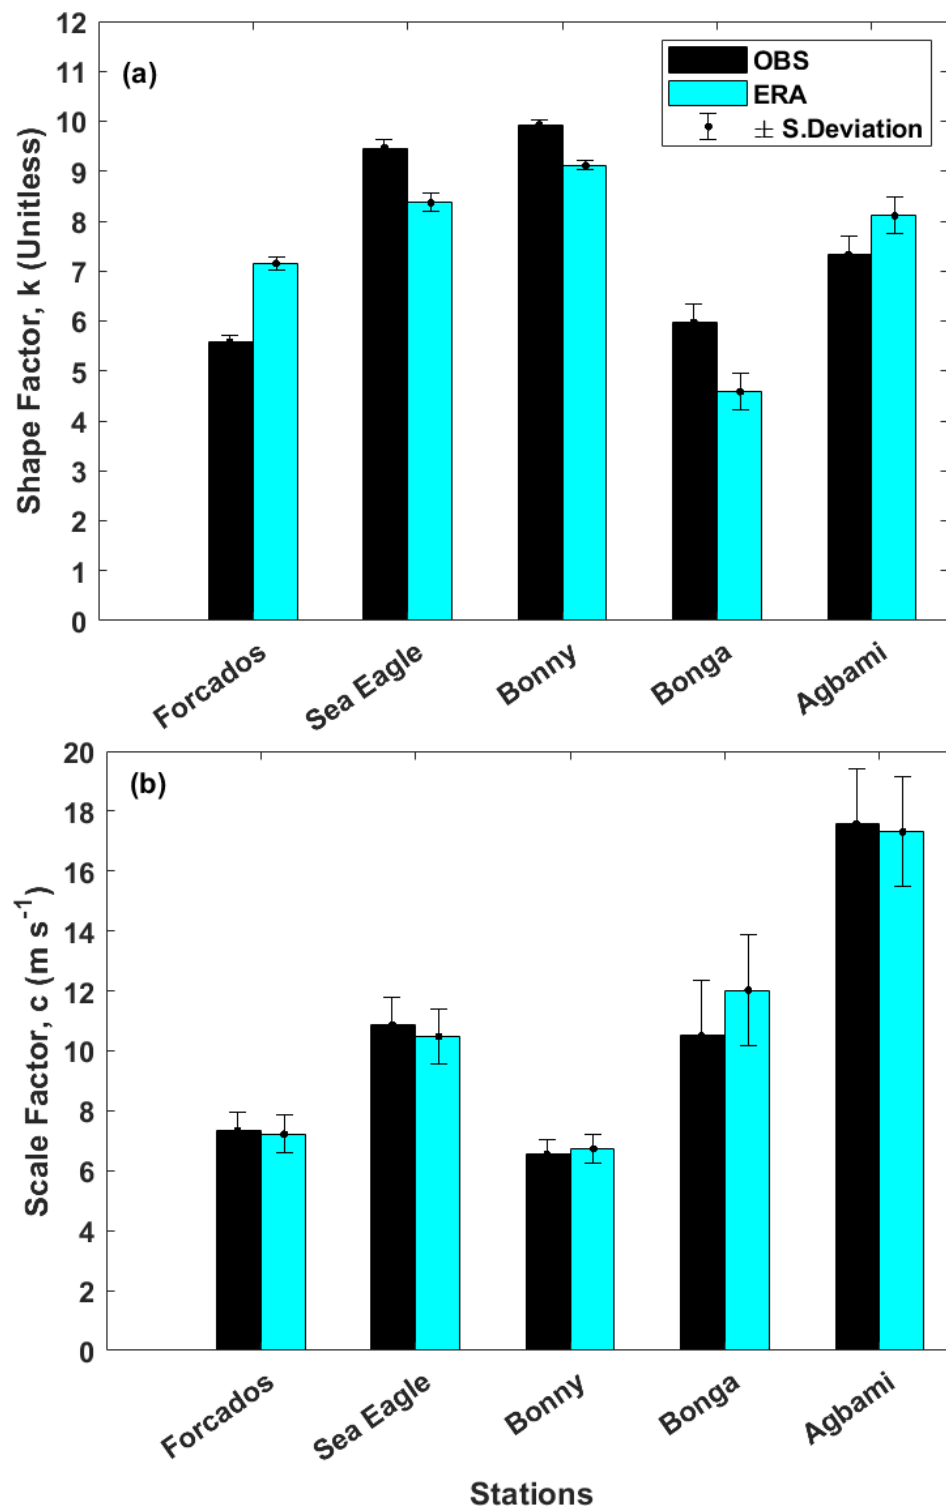 12
11
10
9
8
7
6
5
4
3
2
1
0
Shape Factor, k (Unitless)
(a)
OBS
ERA
± S.Deviation
Forcados
Sea Eagle
Bonny
Bonga
Agbami
20
18
16
14
12
10
8
6
4
2
0
Scale Factor, c (m s⁻¹)
(b)
Forcados
Sea Eagle
Bonny
Bonga
Agbami
Stations